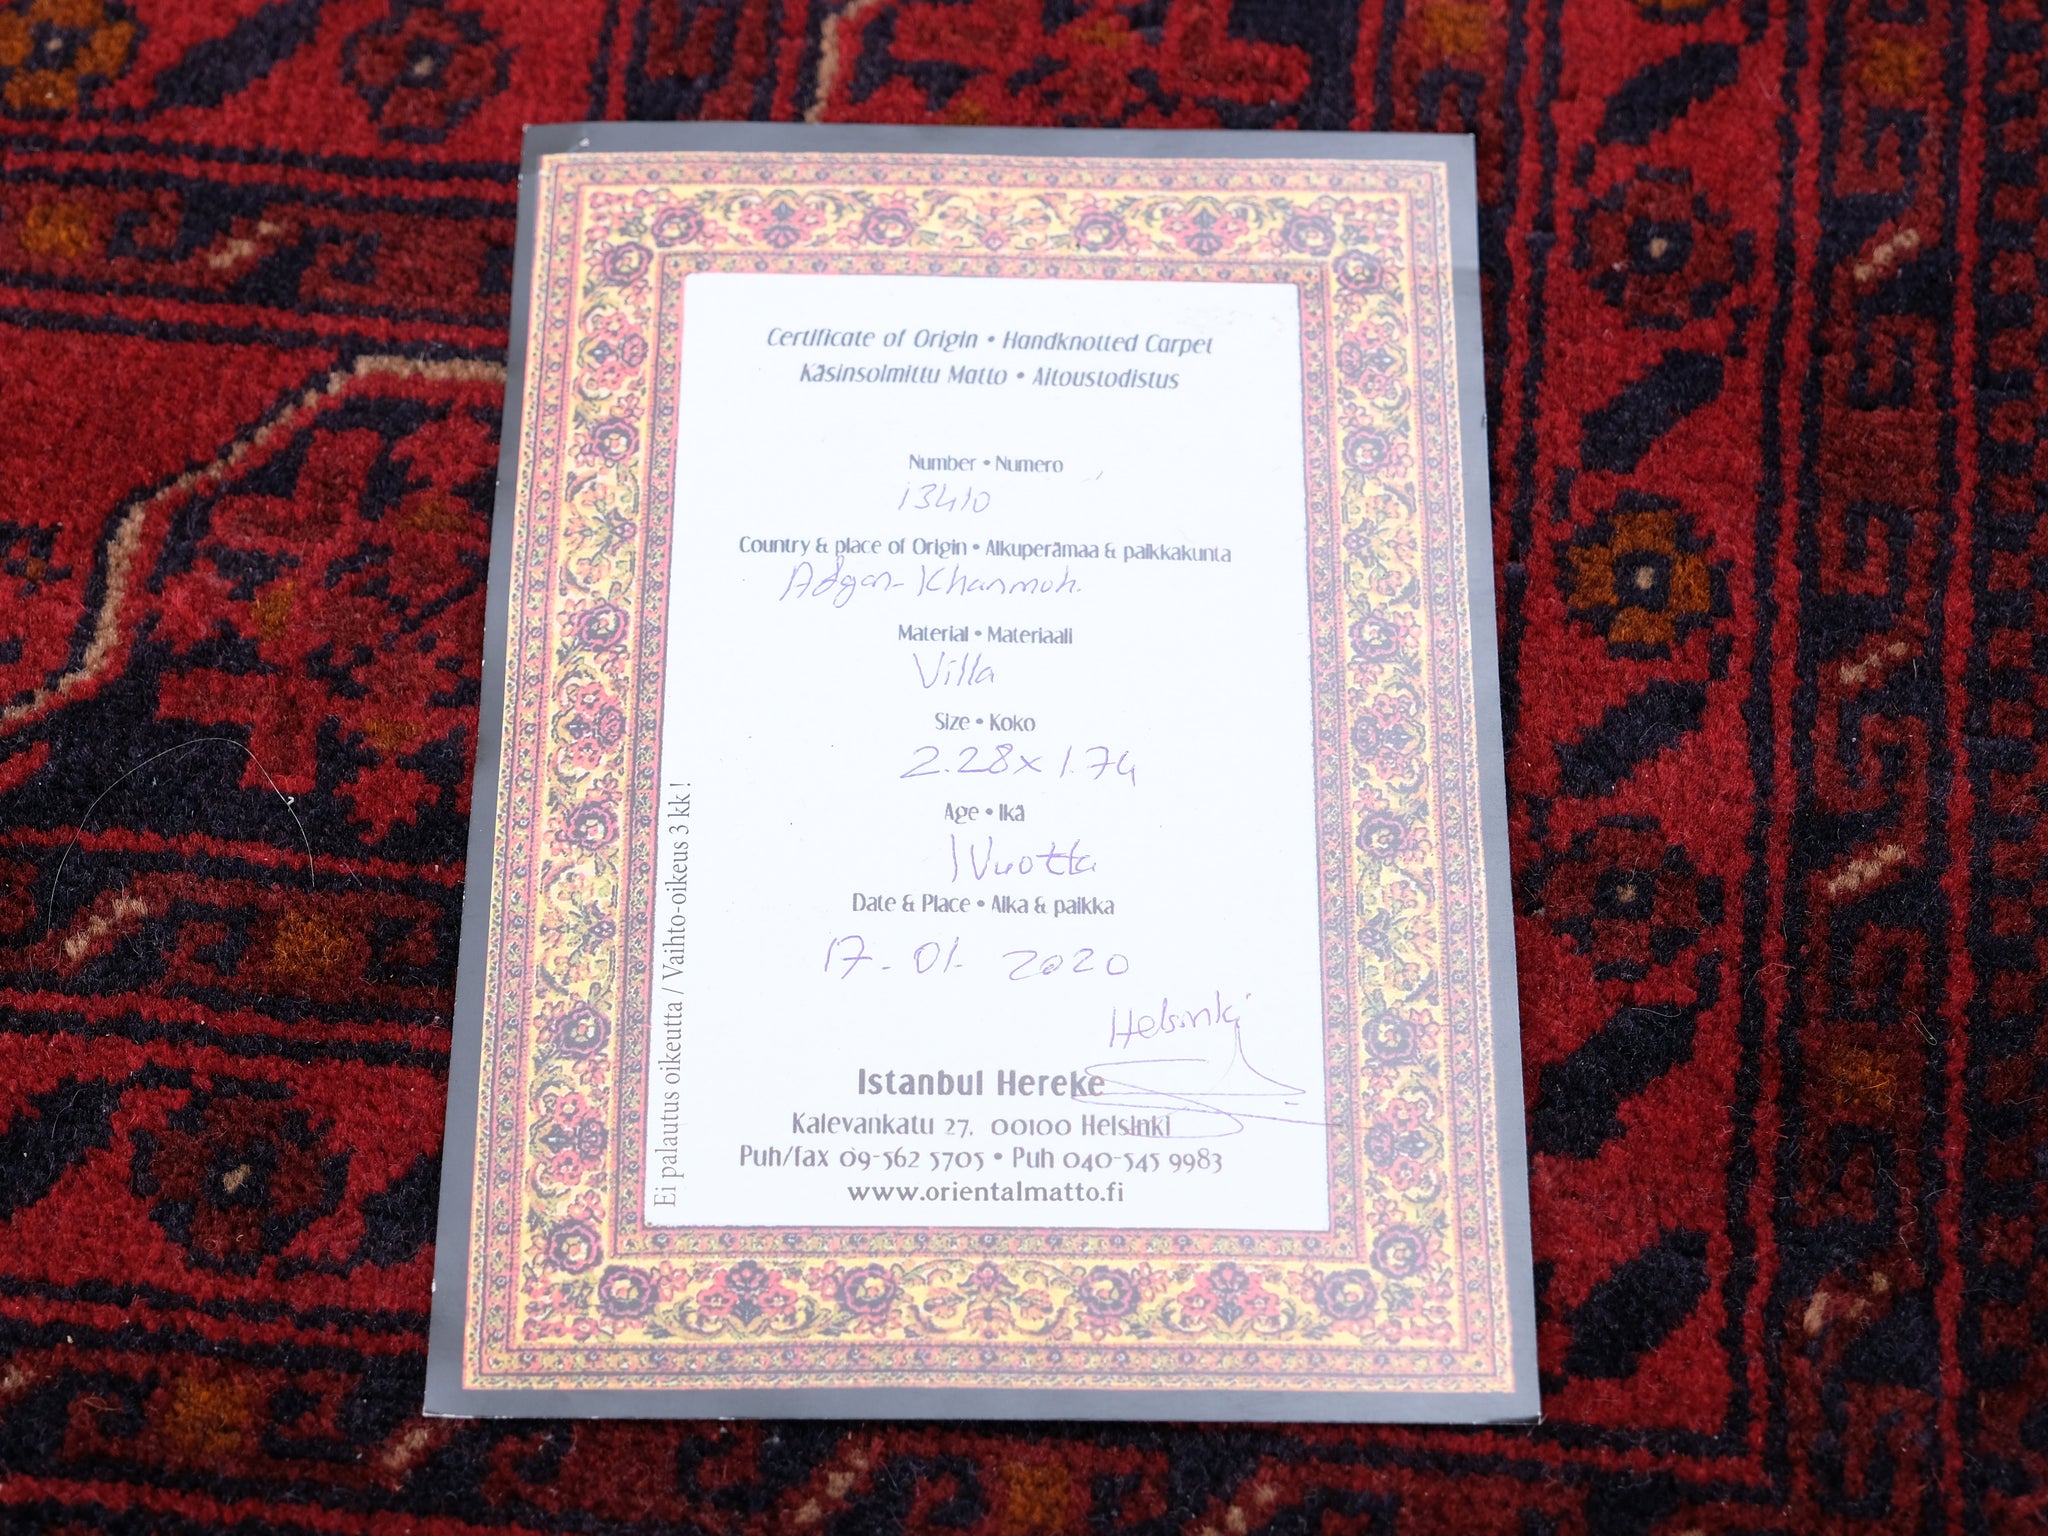 Certificate of Origin • Handknotted Carpet
Käsinsolmittu Matto • Aitoustodistus
Number • Numero
13410
Country & place of Origin • Alkuperämaa & paikkakunta
Adgan-Khanmoh.
Material • Materiaali
Villa
Size • Koko
2.28x1.74
Age • Ikä
1 Vuotta
Date & Place • Aika & paikka
17-01-2020
Helsinki
Istanbul Hereke
Kalevankatu 27, 00100 Helsinki
Puh/fax 09-562 5705 • Puh 040-545 9983
www.orientalmatto.fi
Ei palautus oikeutta / Vaihto-oikeus 3 kk!